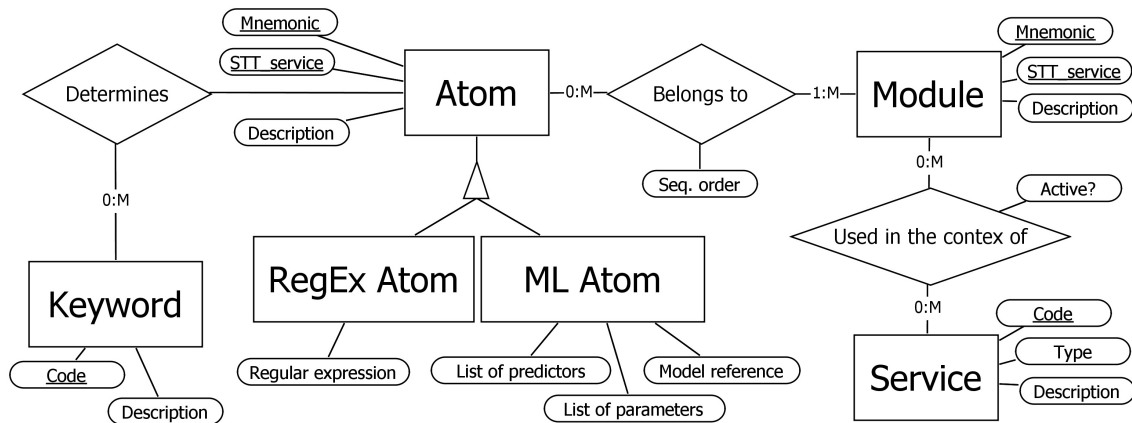 Mnemonic
STT_service
Description
Atom
Determines
0:M
Belongs to
1:M
Seq. order
Mnemonic
STT_service
Description
Module
0:M
Active?
Used in the contex of
0:M
0:M
Keyword
Code
Description
RegEx Atom
Regular expression
ML Atom
List of predictors
List of parameters
Model reference
Service
Code
Type
Description